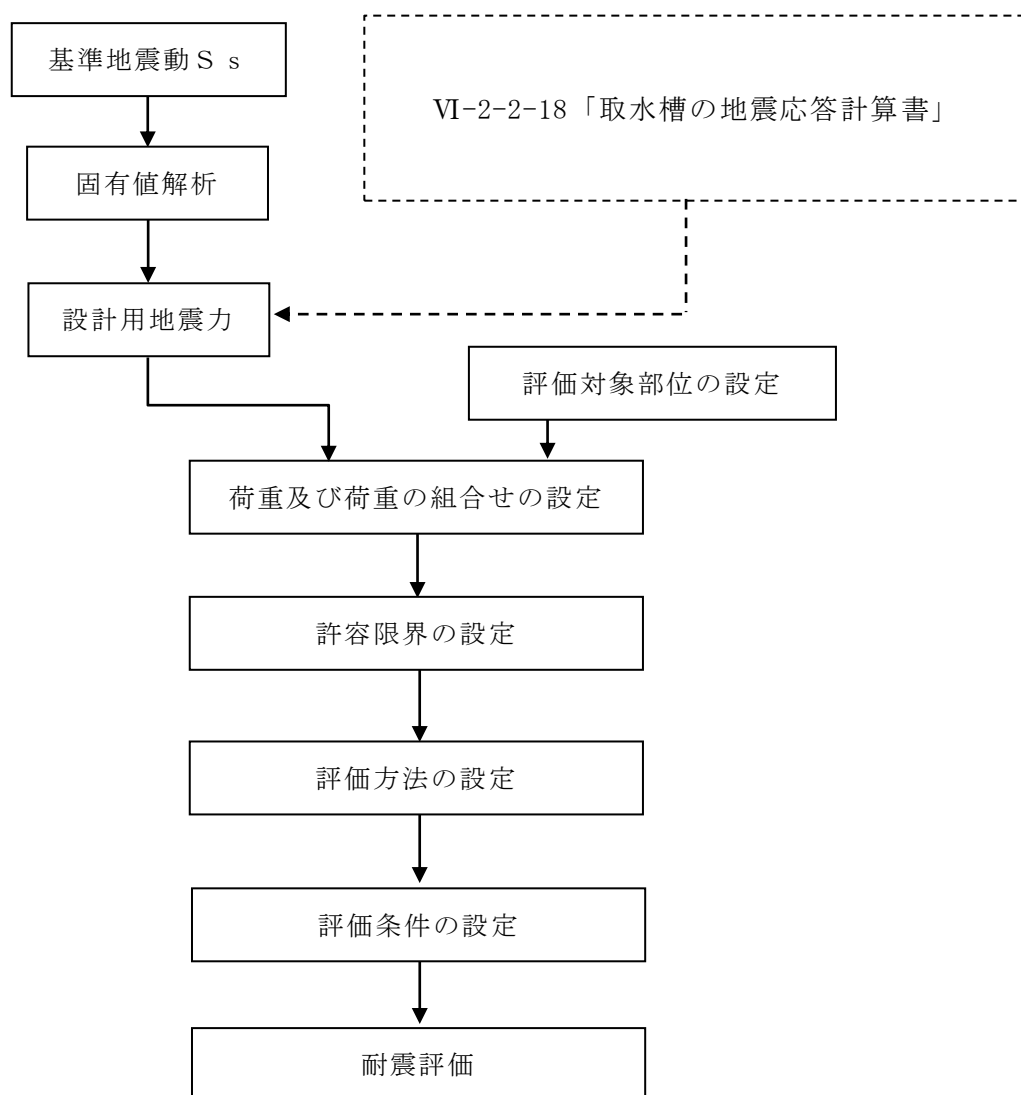 基準地震動Ｓｓ
Ⅵ-2-2-18「取水槽の地震応答計算書」
固有値解析
設計用地震力
評価対象部位の設定
荷重及び荷重の組合せの設定
許容限界の設定
評価方法の設定
評価条件の設定
耐震評価